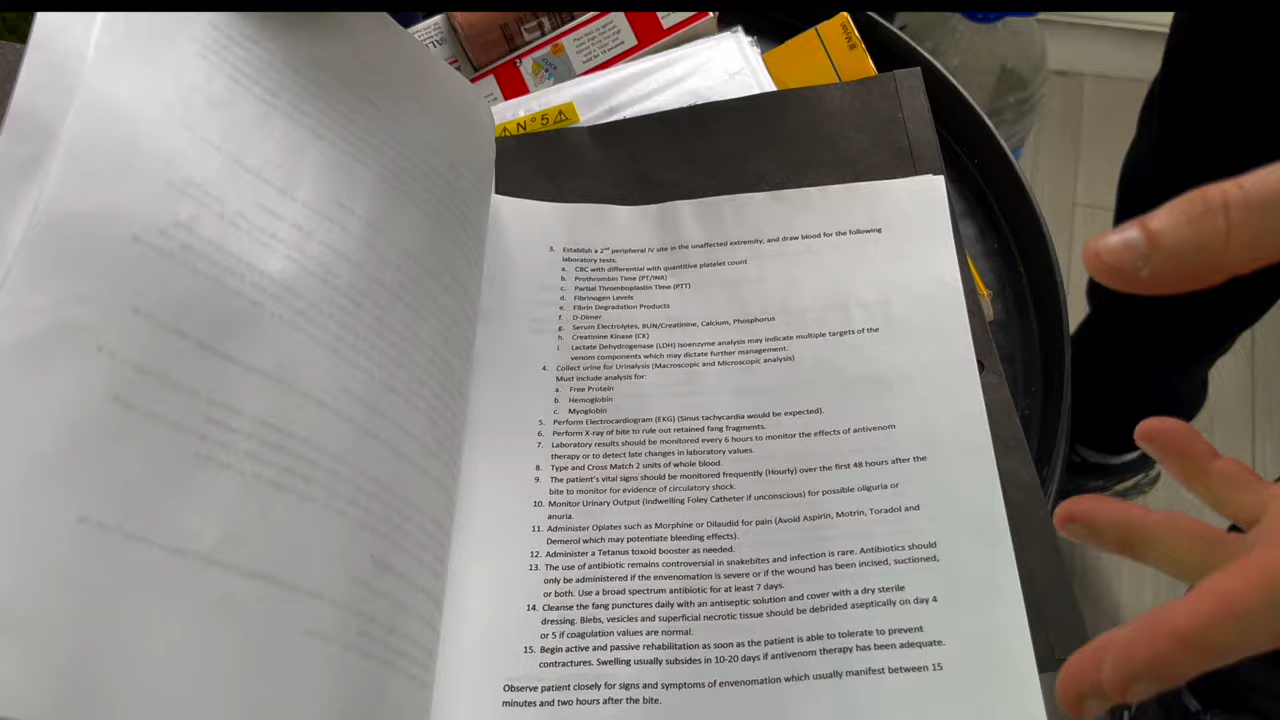 Mylan
CLICK
N° 5
3. Establish a 2nd peripheral IV site in the unaffected extremity, and draw blood for the following
laboratory tests.
a. CBC with differential with quantitive platelet count
b. Prothrombin Time (PT/INR)
c. Partial Thromboplastin Time (PTT)
d. Fibrinogen Levels
e. Fibrin Degradation Products
f. D-Dimer
g. Serum Electrolytes, BUN/Creatinine, Calcium, Phosphorus
h. Creatinine Kinase (CK)
i. Lactate Dehydrogenase (LDH) Isoenzyme analysis may indicate multiple targets of the
venom components which may dictate further management.
4. Collect urine for Urinalysis (Macroscopic and Microscopic analysis)
Must include analysis for:
a. Free Protein
b. Hemoglobin
c. Myoglobin
5. Perform Electrocardiogram (EKG) (Sinus tachycardia would be expected).
6. Perform X-ray of bite to rule out retained fang fragments.
7. Laboratory results should be monitored every 6 hours to monitor the effects of antivenom
therapy or to detect late changes in laboratory values.
8. Type and Cross Match 2 units of whole blood.
9. The patient's vital signs should be monitored frequently (Hourly) over the first 48 hours after the
bite to monitor for evidence of circulatory shock.
10. Monitor Urinary Output (Indwelling Foley Catheter if unconscious) for possible oliguria or
anuria.
11. Administer Opiates such as Morphine or Dilaudid for pain (Avoid Aspirin, Motrin, Toradol and
Demerol which may potentiate bleeding effects).
12. Administer a Tetanus toxoid booster as needed.
13. The use of antibiotic remains controversial in snakebites and infection is rare. Antibiotics should
only be administered if the envenomation is severe or if the wound has been incised, suctioned,
or both. Use a broad spectrum antibiotic for at least 7 days.
14. Cleanse the fang punctures daily with an antiseptic solution and cover with a dry sterile
dressing. Blebs, vesicles and superficial necrotic tissue should be debrided aseptically on day 4
or 5 if coagulation values are normal.
15. Begin active and passive rehabilitation as soon as the patient is able to tolerate to prevent
contractures. Swelling usually subsides in 10-20 days if antivenom therapy has been adequate.
Observe patient closely for signs and symptoms of envenomation which usually manifest between 15
minutes and two hours after the bite.